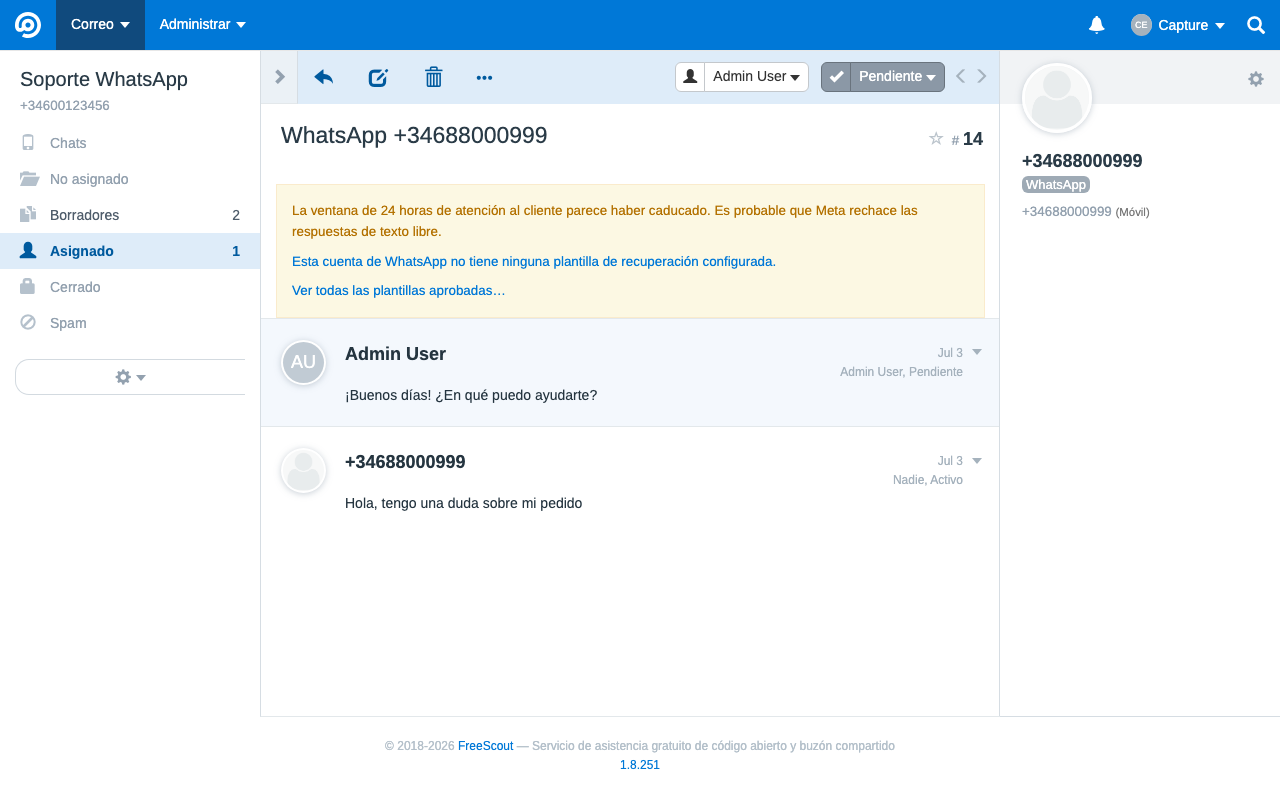 Correo
Administrar
CE Capture
Soporte WhatsApp
+34600123456
Chats
No asignado
Borradores 2
Asignado 1
Cerrado
Spam
Admin User
Pendiente
WhatsApp +34688000999
# 14
La ventana de 24 horas de atención al cliente parece haber caducado. Es probable que Meta rechace las
respuestas de texto libre.
Esta cuenta de WhatsApp no tiene ninguna plantilla de recuperación configurada.
Ver todas las plantillas aprobadas…
AU
Admin User
Jul 3
Admin User, Pendiente
¡Buenos días! ¿En qué puedo ayudarte?
+34688000999
Jul 3
Nadie, Activo
Hola, tengo una duda sobre mi pedido
+34688000999
WhatsApp
+34688000999 (Móvil)
© 2018-2026 FreeScout — Servicio de asistencia gratuito de código abierto y buzón compartido
1.8.251